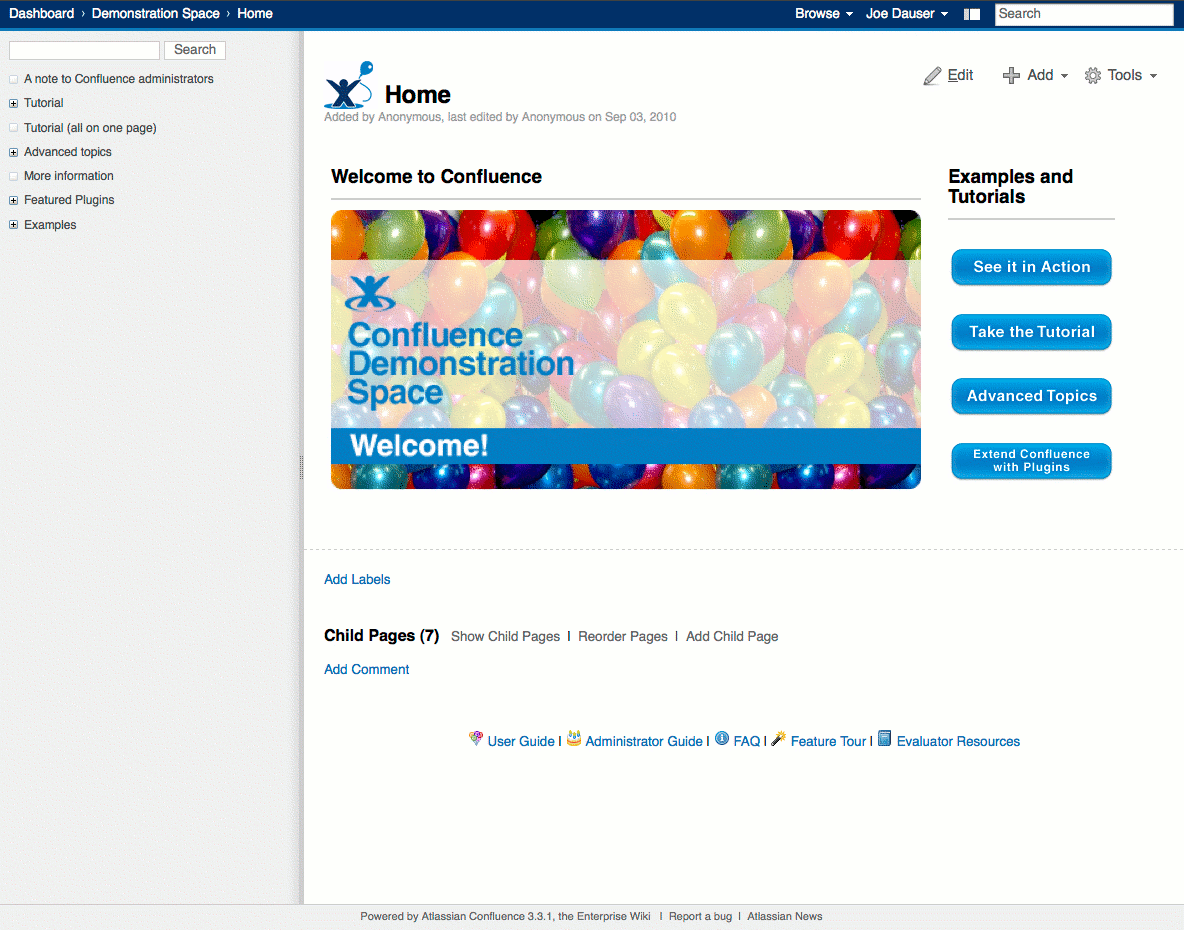 Dashboard › Demonstration Space › Home
Browse Joe Dauser Search
Search
A note to Confluence administrators
Tutorial
Tutorial (all on one page)
Advanced topics
More information
Featured Plugins
Examples
Edit Add Tools
Home
Added by Anonymous, last edited by Anonymous on Sep 03, 2010
Welcome to Confluence
Confluence
Demonstration
Space
Welcome!
Examples and
Tutorials
See it in Action
Take the Tutorial
Advanced Topics
Extend Confluence
with Plugins
Add Labels
Child Pages (7) Show Child Pages | Reorder Pages | Add Child Page
Add Comment
User Guide | Administrator Guide | FAQ | Feature Tour | Evaluator Resources
Powered by Atlassian Confluence 3.3.1, the Enterprise Wiki | Report a bug | Atlassian News